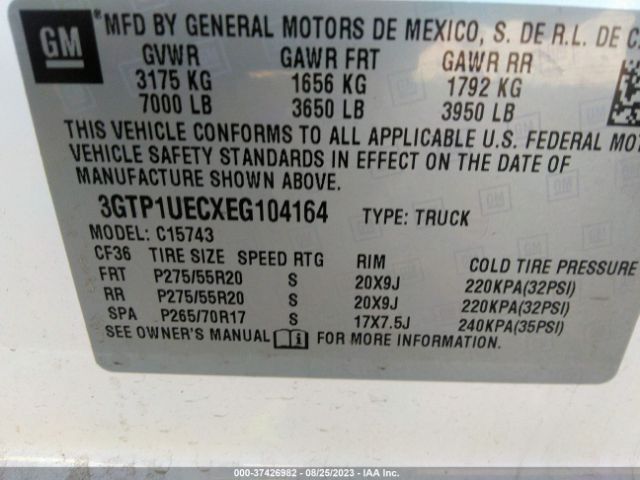 GM
*MFD BY GENERAL MOTORS DE MEXICO, S. DE R.L. DE C
GVWR GAWR FRT GAWR RR
3175 KG 1656 KG 1792 KG
7000 LB 3650 LB 3950 LB
THIS VEHICLE CONFORMS TO ALL APPLICABLE U.S. FEDERAL MOT
VEHICLE SAFETY STANDARDS IN EFFECT ON THE DATE OF
MANUFACTURE SHOWN ABOVE.
3GTP1UECXEG104164 TYPE: TRUCK
MODEL: C15743
CF36 TIRE SIZE SPEED RTG RIM COLD TIRE PRESSURE
FRT P275/55R20 S 20X9J 220KPA(32PSI)
RR P275/55R20 S 20X9J 220KPA(32PSI)
SPA P265/70R17 S 17X7.5J 240KPA(35PSI)
SEE OWNER'S MANUAL FOR MORE INFORMATION.
000-37426982 - 08/25/2023 - IAA Inc.